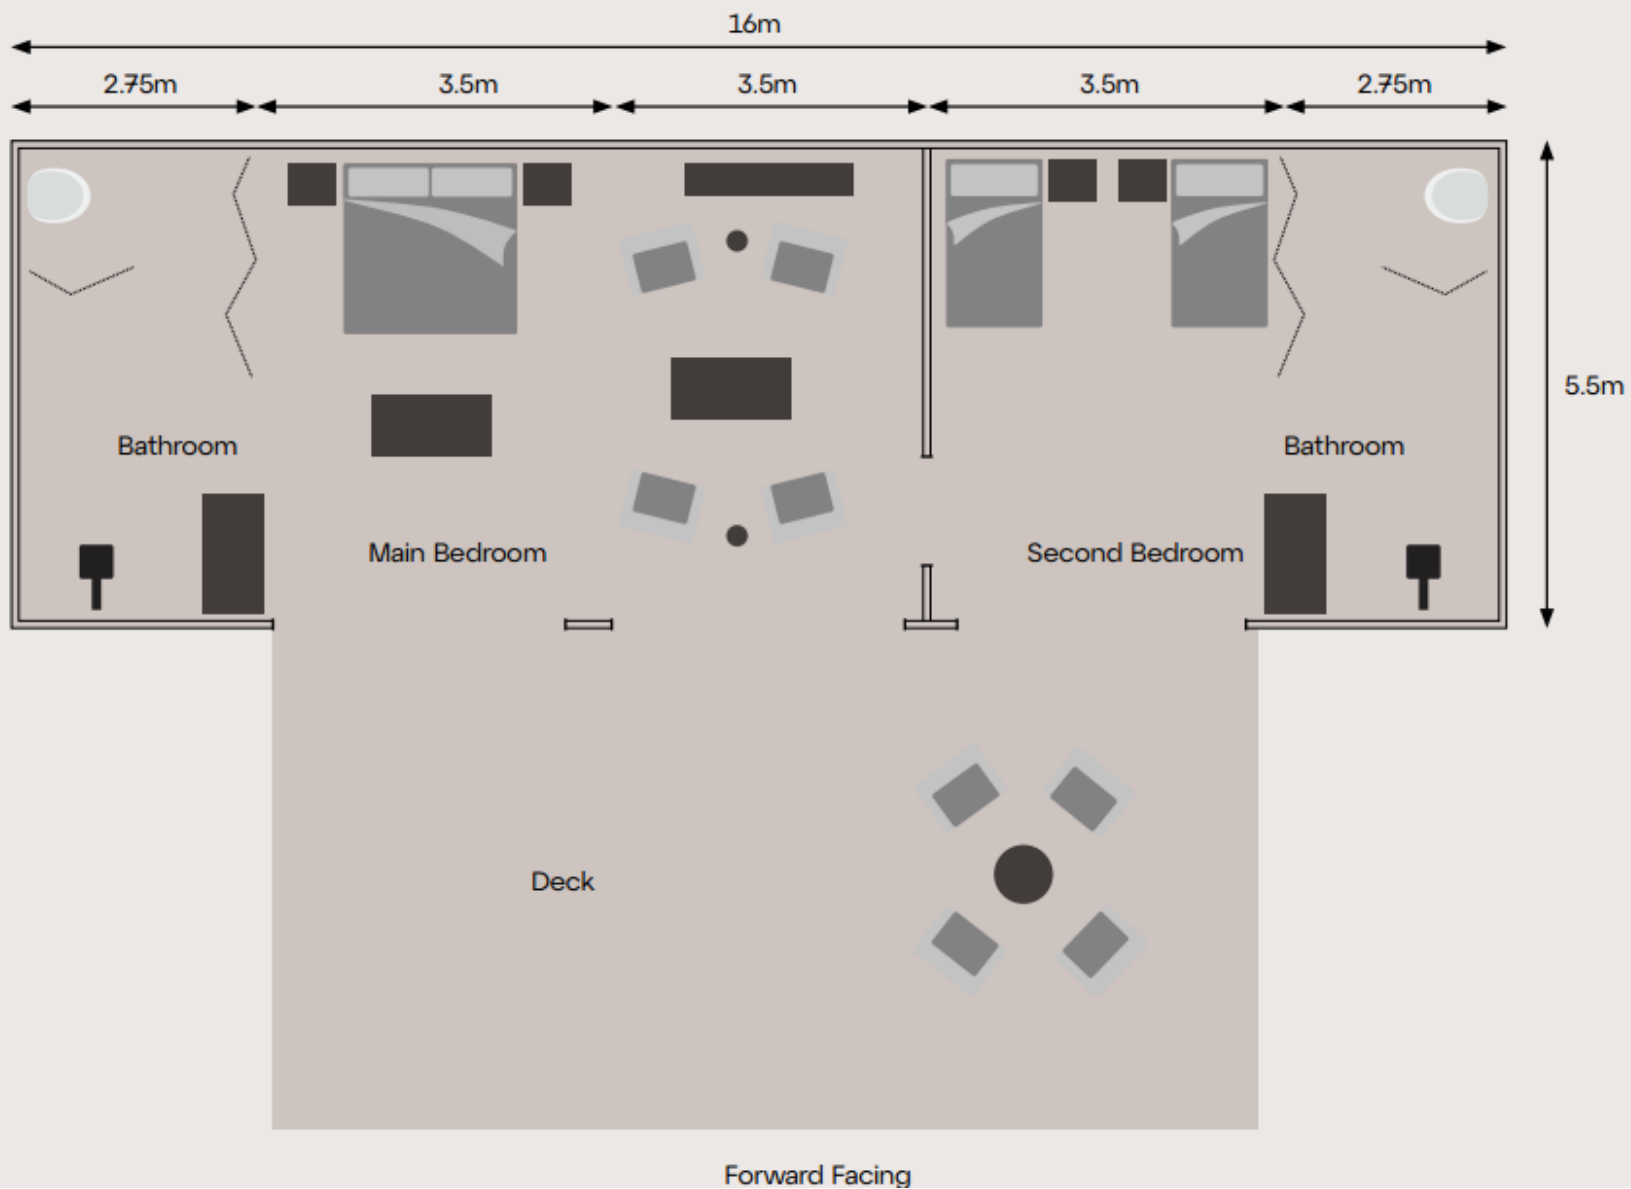 16m
2.75m
3.5m
3.5m
3.5m
2.75m
5.5m
Bathroom
Bathroom
Main Bedroom
Second Bedroom
Deck
Forward Facing